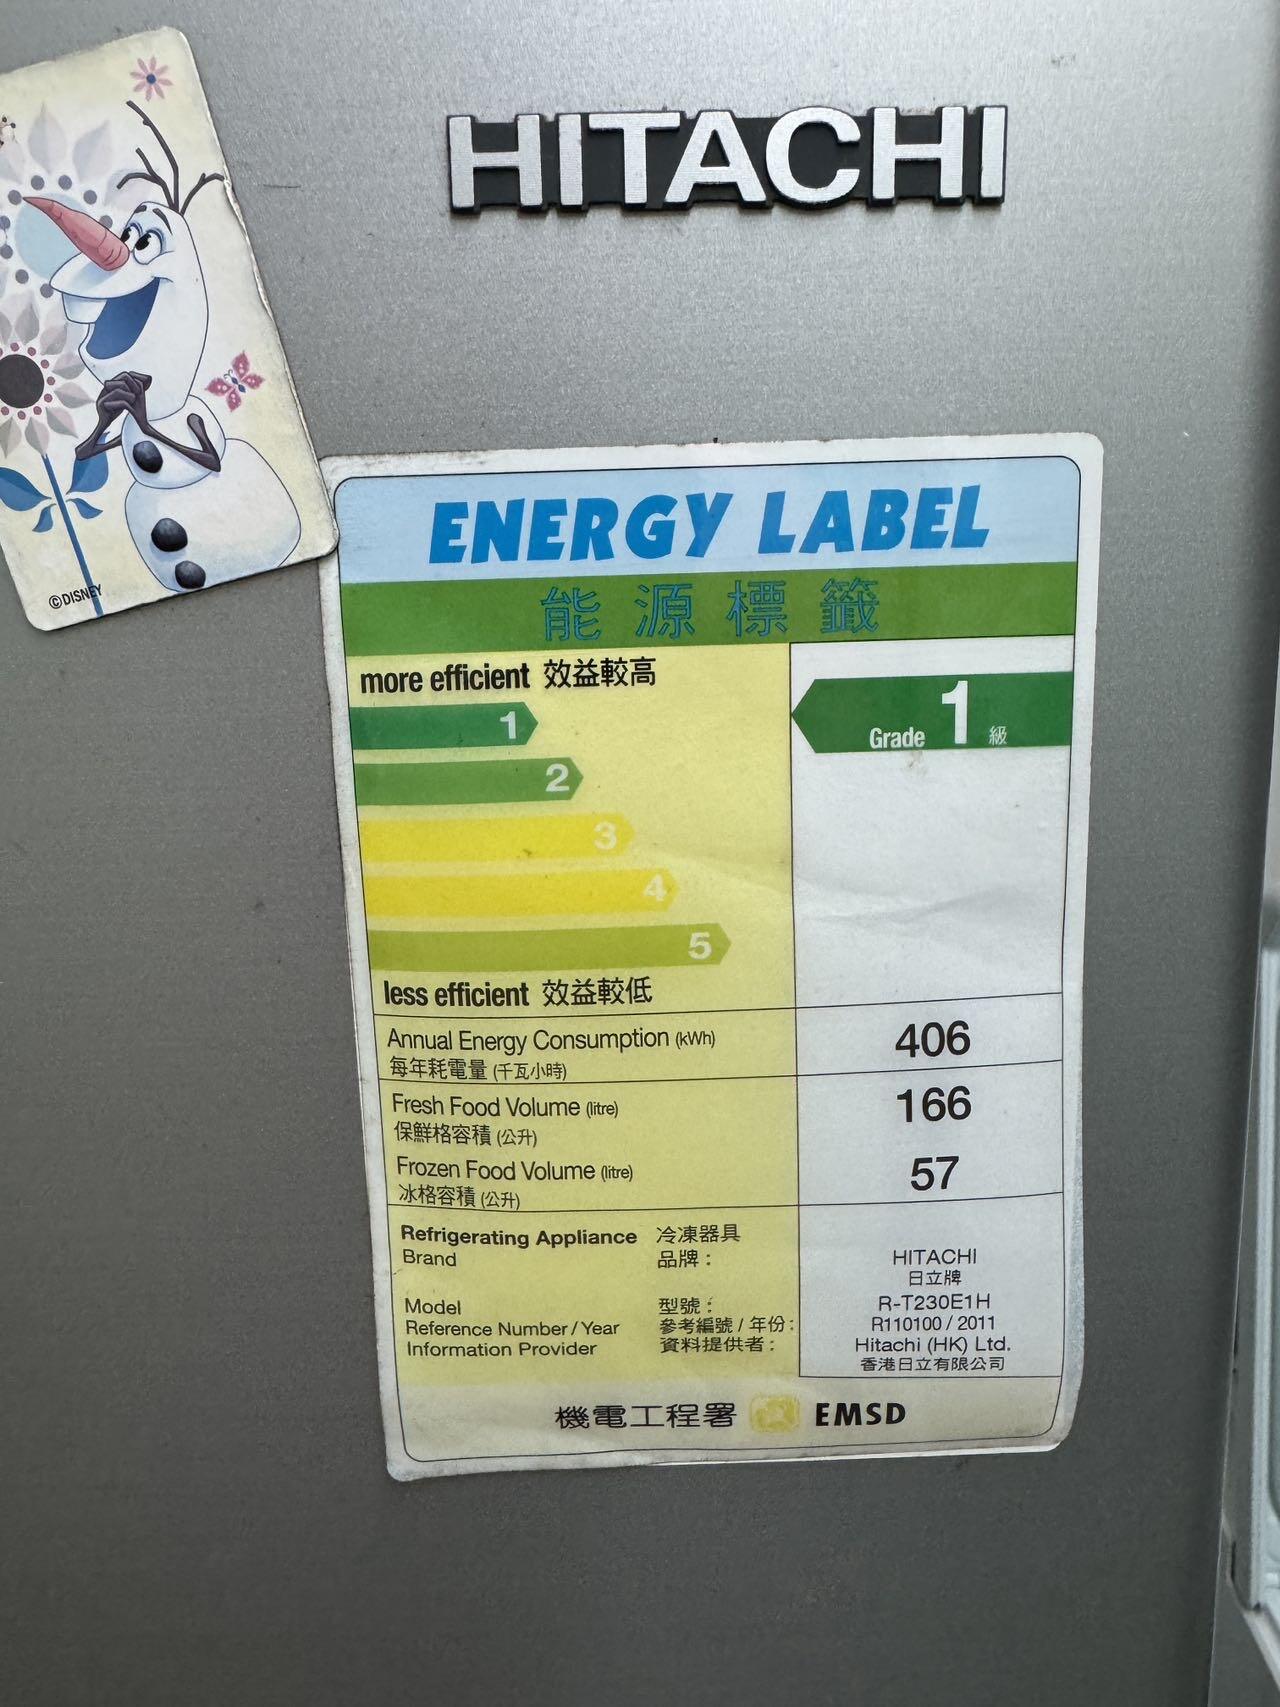 HITACHI
©DISNEY
ENERGY LABEL
能源標籤
more efficient 效益較高
1
2
3
4
5
less efficient 效益較低
Grade 1 級
Annual Energy Consumption (kWh) 406
每年耗電量 (千瓦小時)
Fresh Food Volume (litre) 166
保鮮格容積 (公升)
Frozen Food Volume (litre) 57
冰格容積 (公升)
Refrigerating Appliance 冷凍器具
Brand 品牌： HITACHI
日立牌
Model 型號： R-T230E1H
Reference Number / Year 參考編號 / 年份： R110100 / 2011
Information Provider 資料提供者： Hitachi (HK) Ltd.
香港日立有限公司
機電工程署 EMSD